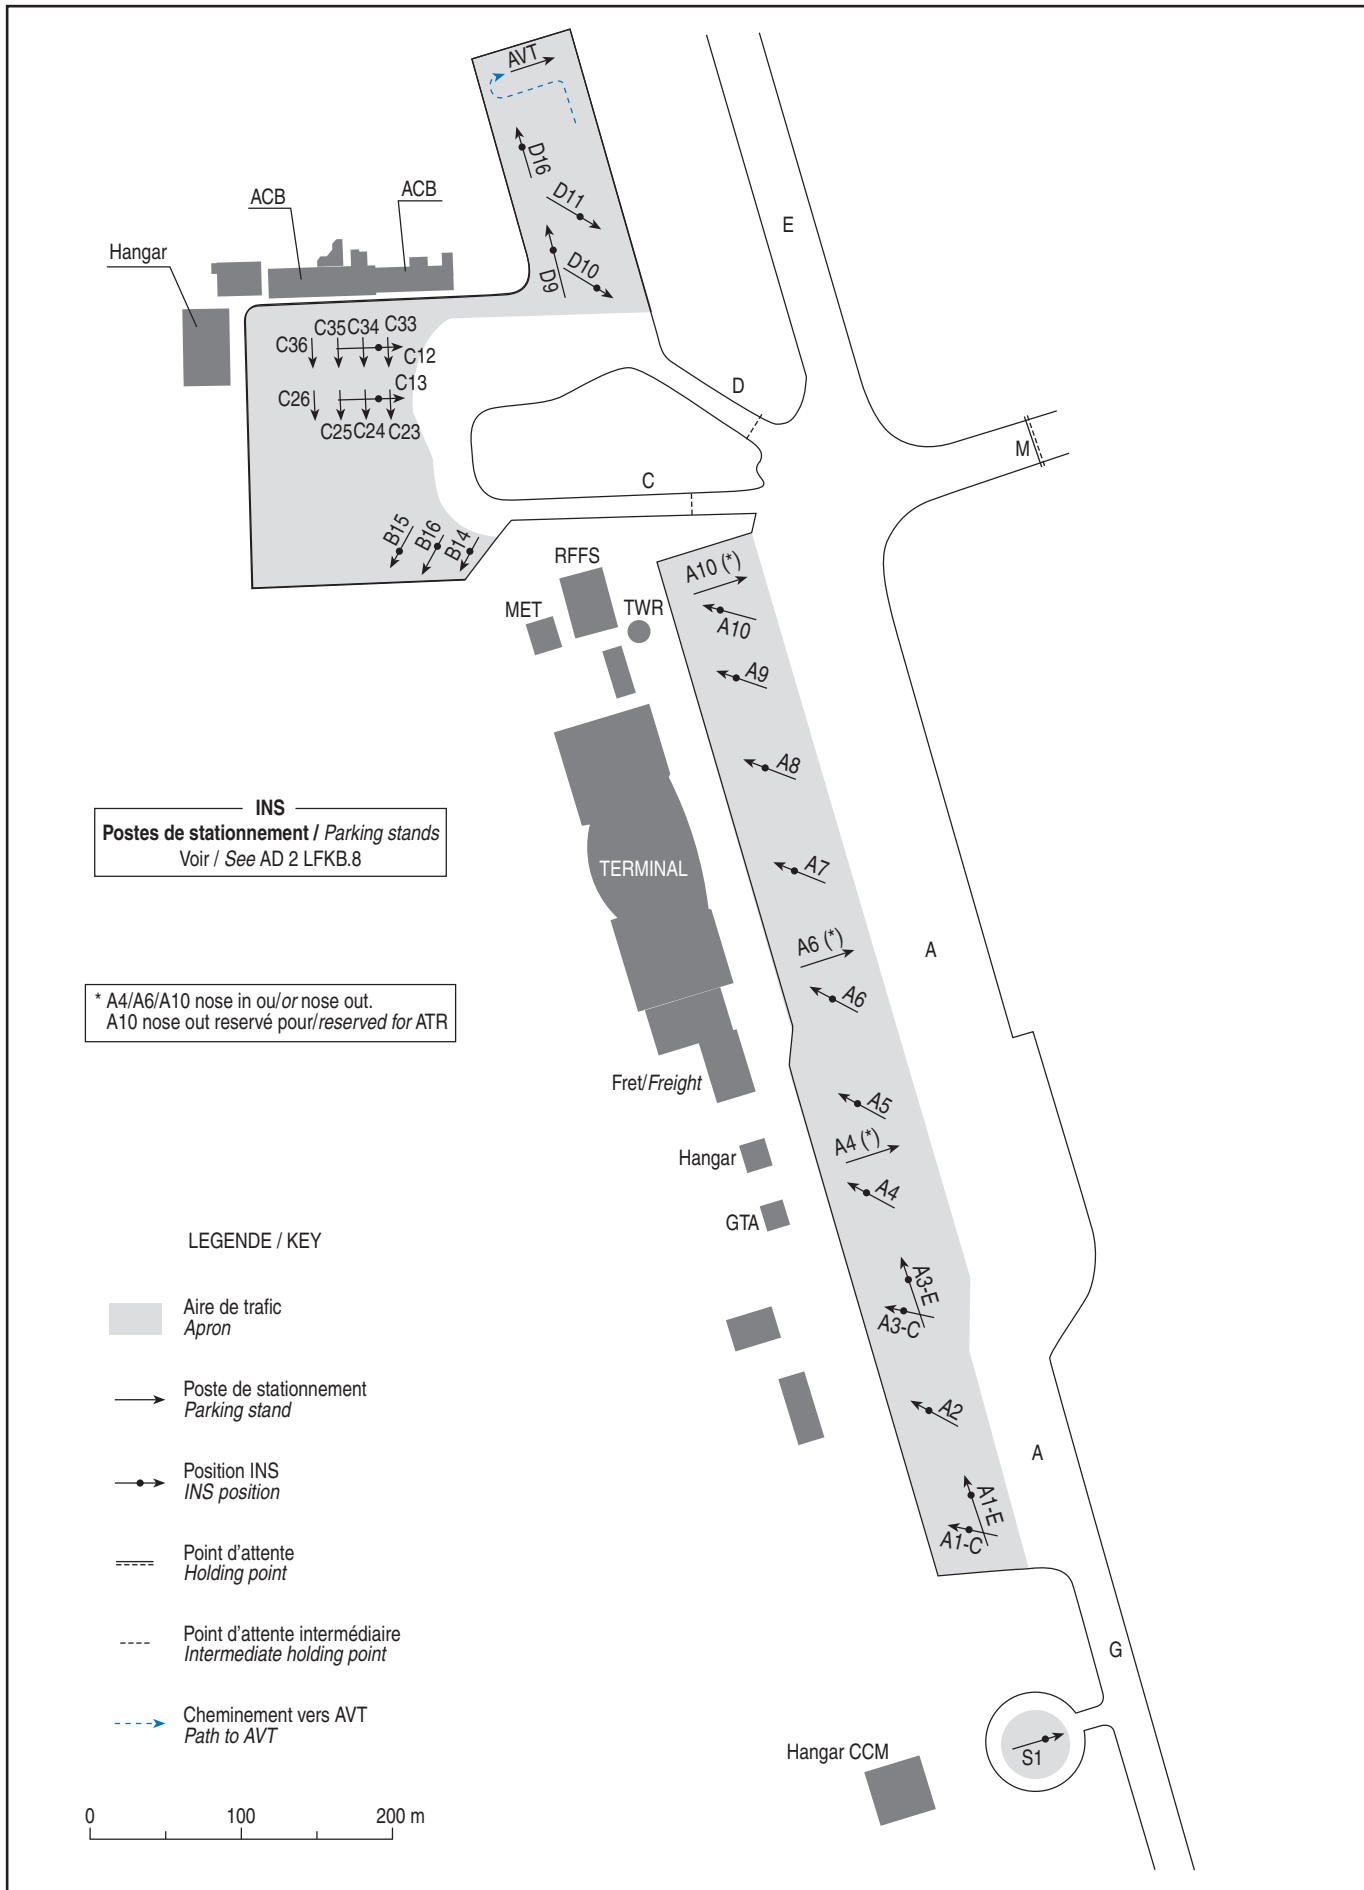 AVT
D16
D11
D9
D10
E
ACB
ACB
Hangar
C35
C34
C33
C36
C12
C13
C26
C25
C24
C23
D
M
C
B15
B16
B14
RFFS
MET
TWR
A10 (*)
A10
A9
A8
INS
Postes de stationnement / Parking stands
Voir / See AD 2 LFKB.8
TERMINAL
A7
A6 (*)
A
A6
* A4/A6/A10 nose in ou/or nose out.
A10 nose out reservé pour/reserved for ATR
Fret/Freight
A5
A4 (*)
Hangar
A4
GTA
A3-E
A3-C
A2
A
A1-E
A1-C
G
S1
Hangar CCM
LEGENDE / KEY
Aire de trafic
Apron
Poste de stationnement
Parking stand
Position INS
INS position
Point d'attente
Holding point
Point d'attente intermédiaire
Intermediate holding point
Cheminement vers AVT
Path to AVT
0 100 200 m